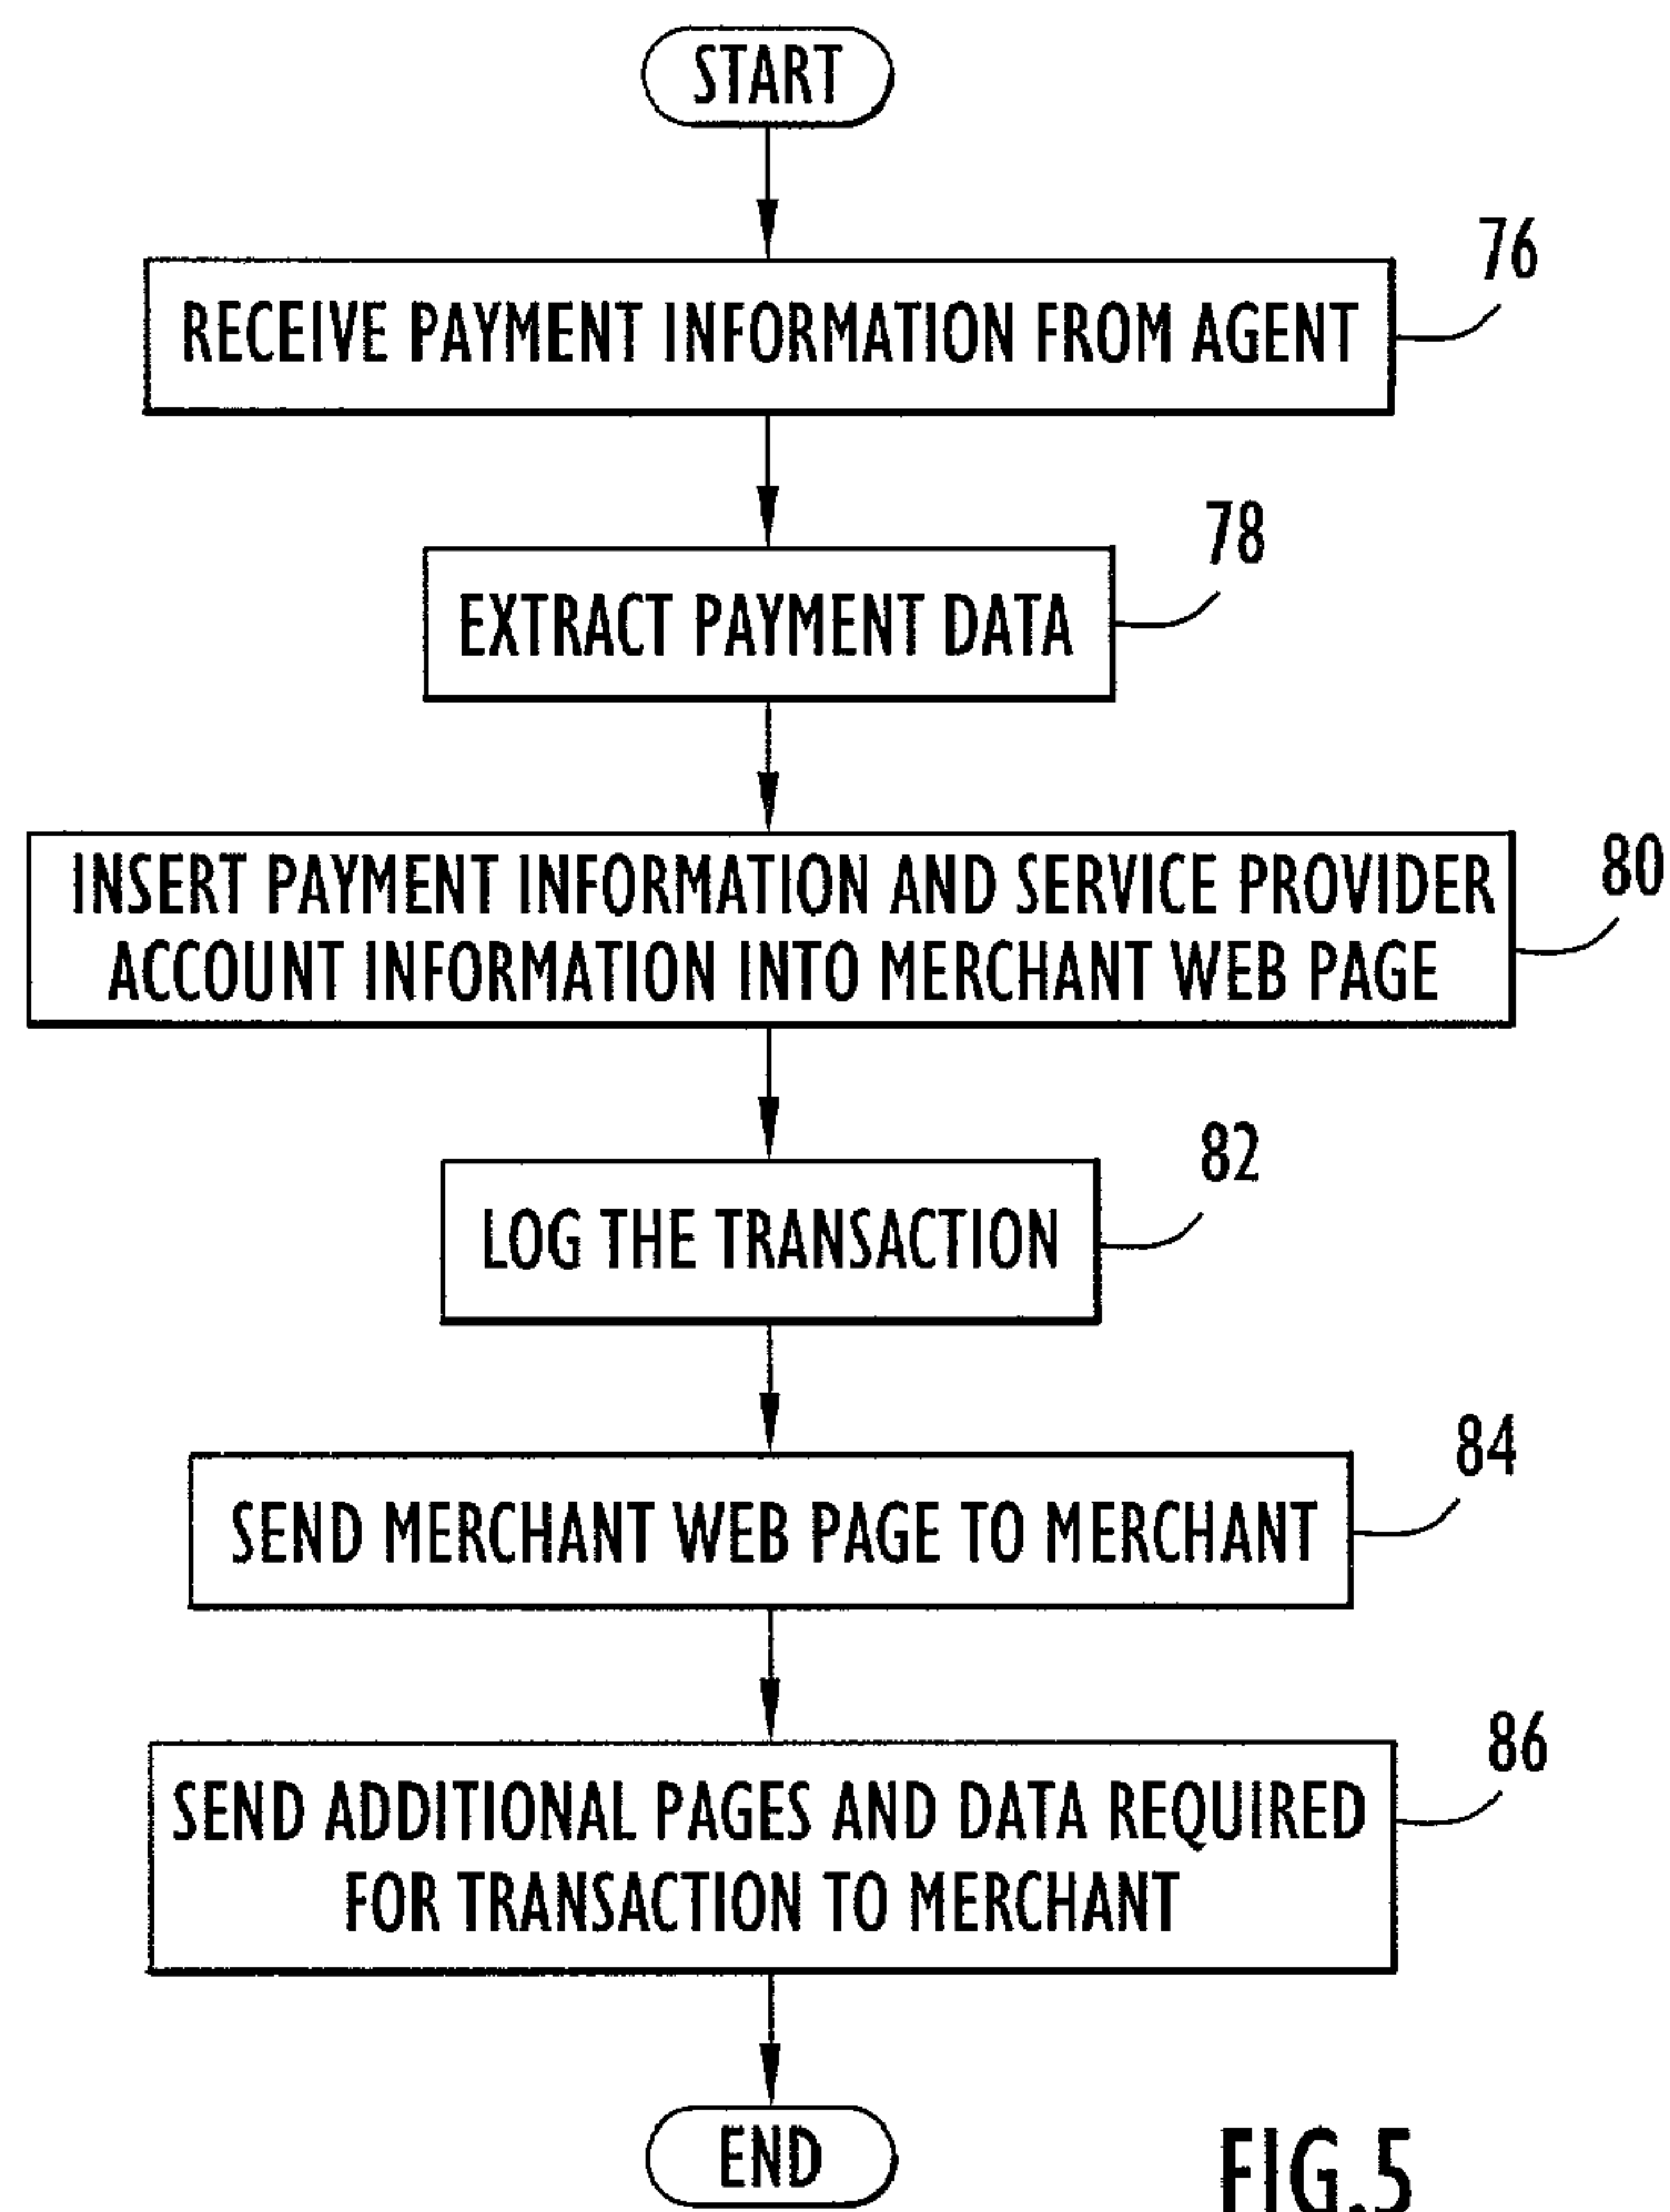 START
76
RECEIVE PAYMENT INFORMATION FROM AGENT
78
EXTRACT PAYMENT DATA
80
INSERT PAYMENT INFORMATION AND SERVICE PROVIDER
ACCOUNT INFORMATION INTO MERCHANT WEB PAGE
82
LOG THE TRANSACTION
84
SEND MERCHANT WEB PAGE TO MERCHANT
86
SEND ADDITIONAL PAGES AND DATA REQUIRED
FOR TRANSACTION TO MERCHANT
END
FIG.5